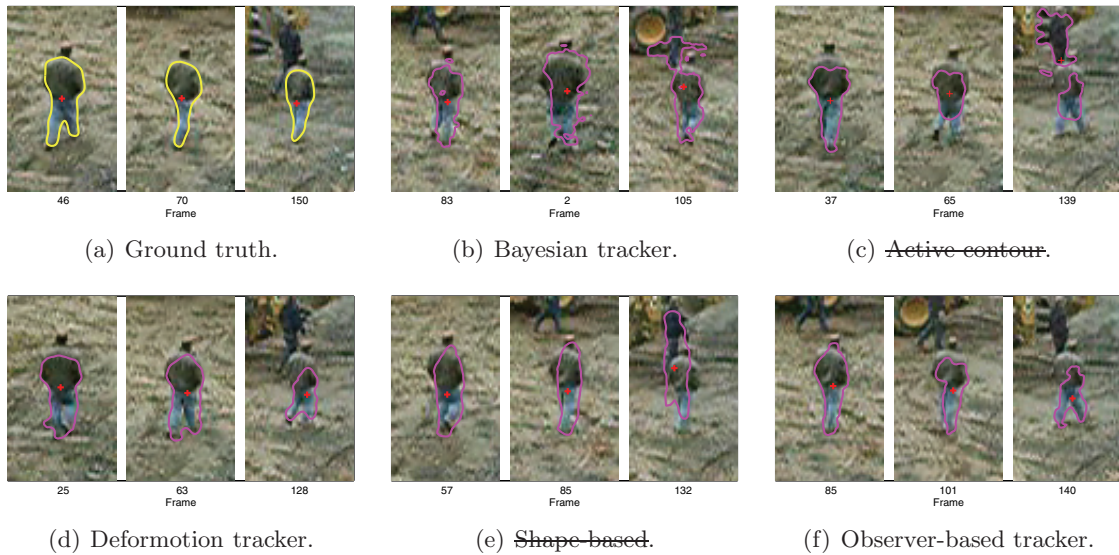 46 70 150
Frame
(a) Ground truth.
83 2 105
Frame
(b) Bayesian tracker.
37 65 139
Frame
(c) Active contour.
25 63 128
Frame
(d) Deformotion tracker.
57 85 132
Frame
(e) Shape-based.
85 101 140
Frame
(f) Observer-based tracker.